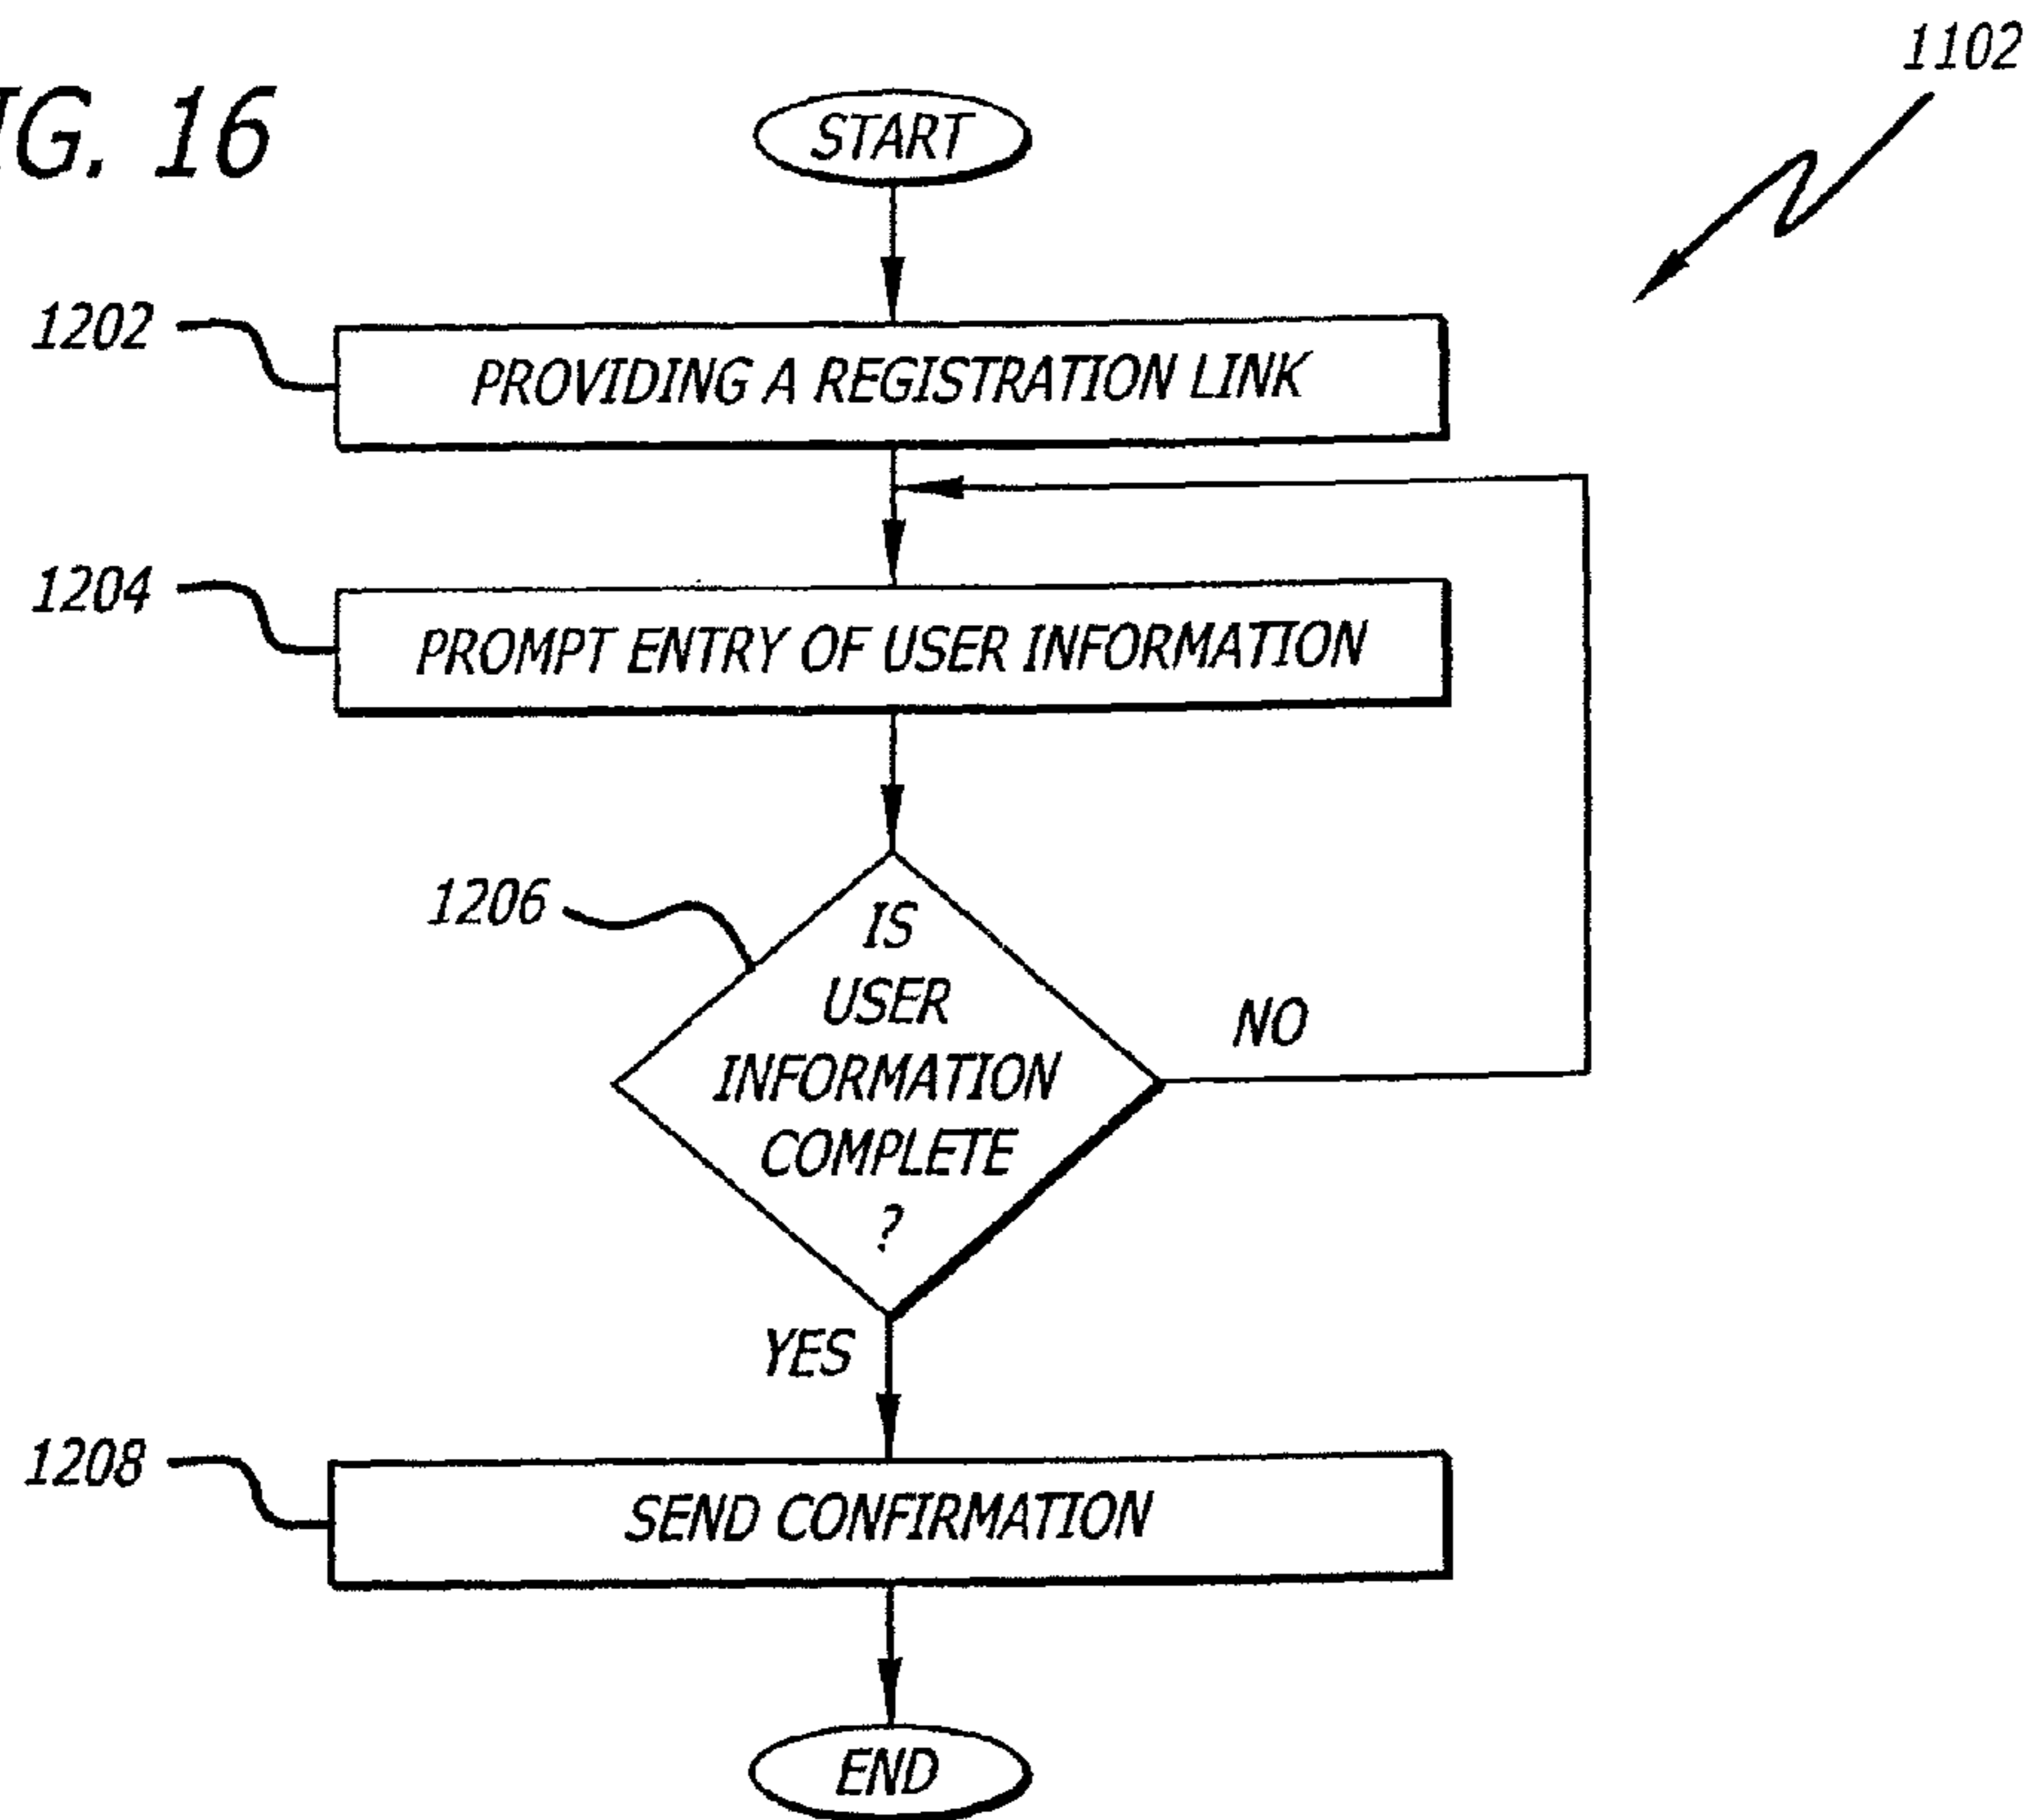 IG. 16
1102
START
1202
PROVIDING A REGISTRATION LINK
1204
PROMPT ENTRY OF USER INFORMATION
1206
IS
USER
INFORMATION
COMPLETE
?
NO
YES
1208
SEND CONFIRMATION
END